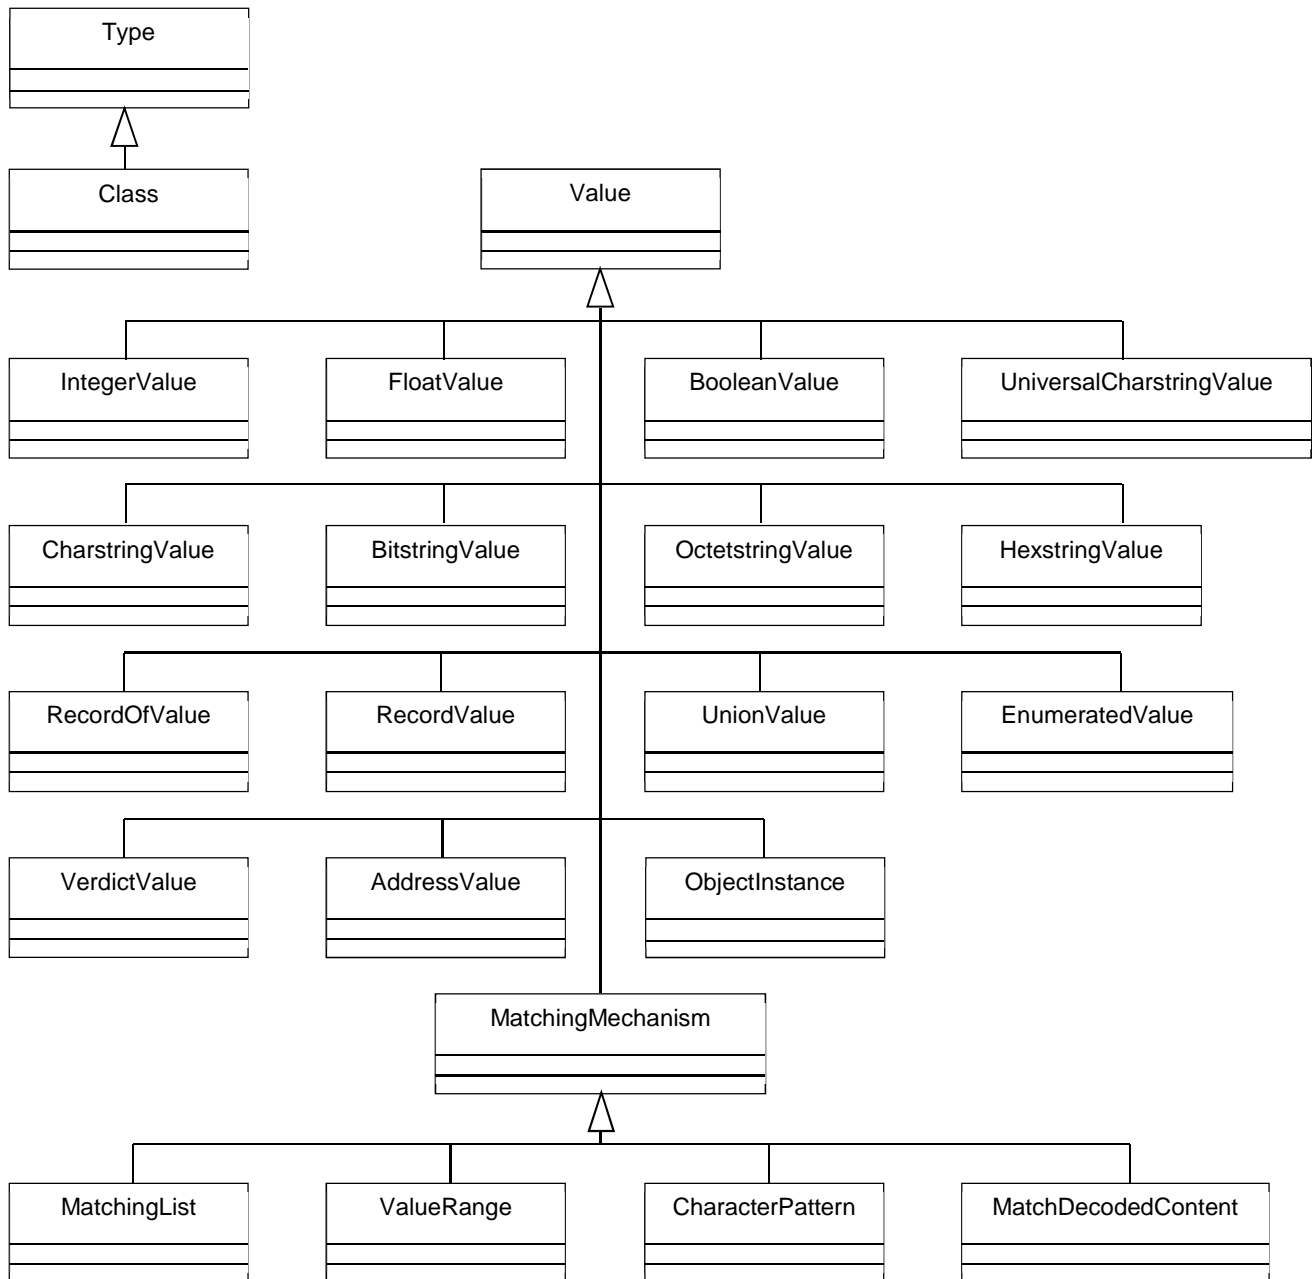 Type
Class
Value
IntegerValue
FloatValue
BooleanValue
UniversalCharstringValue
CharstringValue
BitstringValue
OctetstringValue
HexstringValue
RecordOfValue
RecordValue
UnionValue
EnumeratedValue
VerdictValue
AddressValue
ObjectInstance
MatchingMechanism
MatchingList
ValueRange
CharacterPattern
MatchDecodedContent